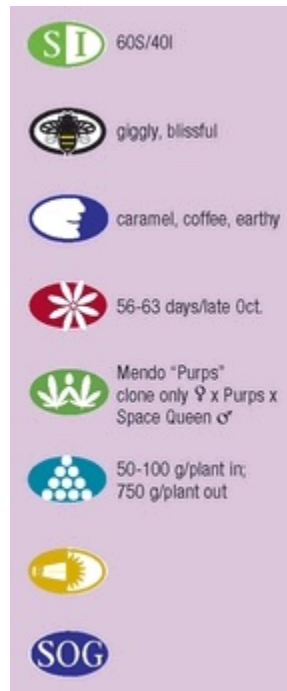 SI 60S/40I
giggly, blissful
caramel, coffee, earthy
56-63 days/late Oct.
Mendo “Purps”
clone only ♀ x Purps x
Space Queen ♂
50-100 g/plant in;
750 g/plant out
SOG